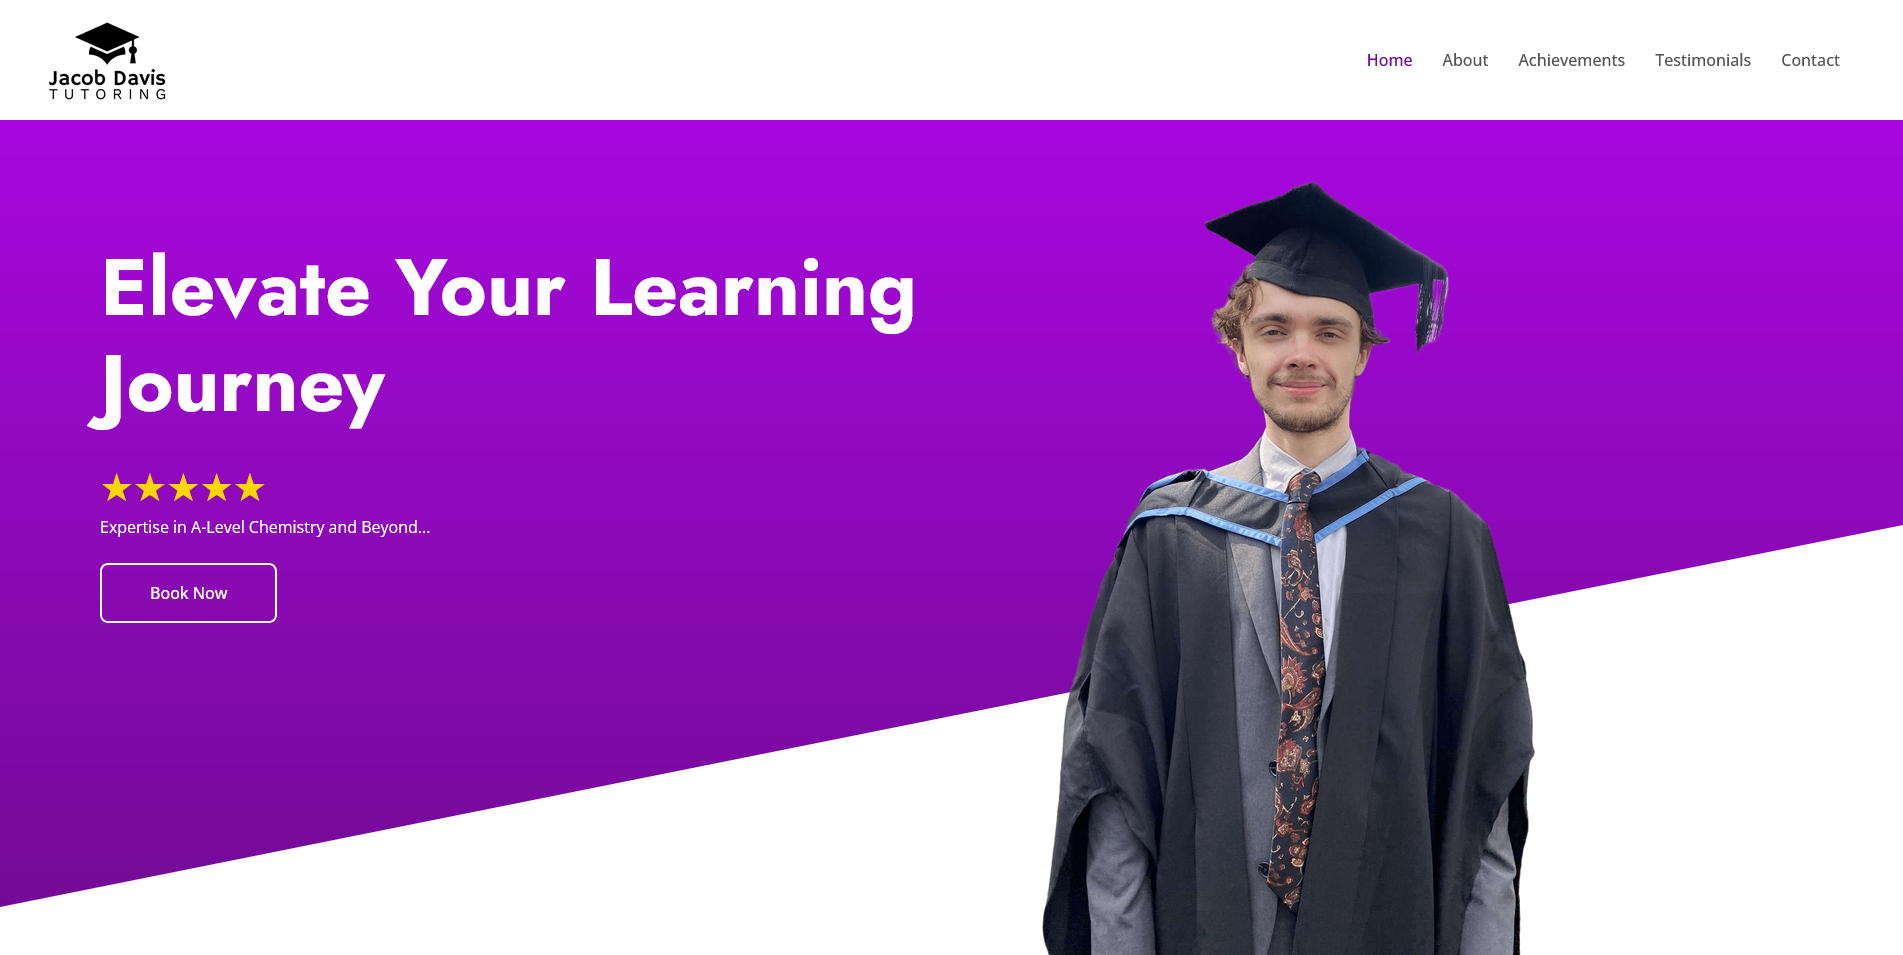 Jacob Davis
TUTORING
Home About Achievements Testimonials Contact
Elevate Your Learning
Journey
Expertise in A-Level Chemistry and Beyond...
Book Now